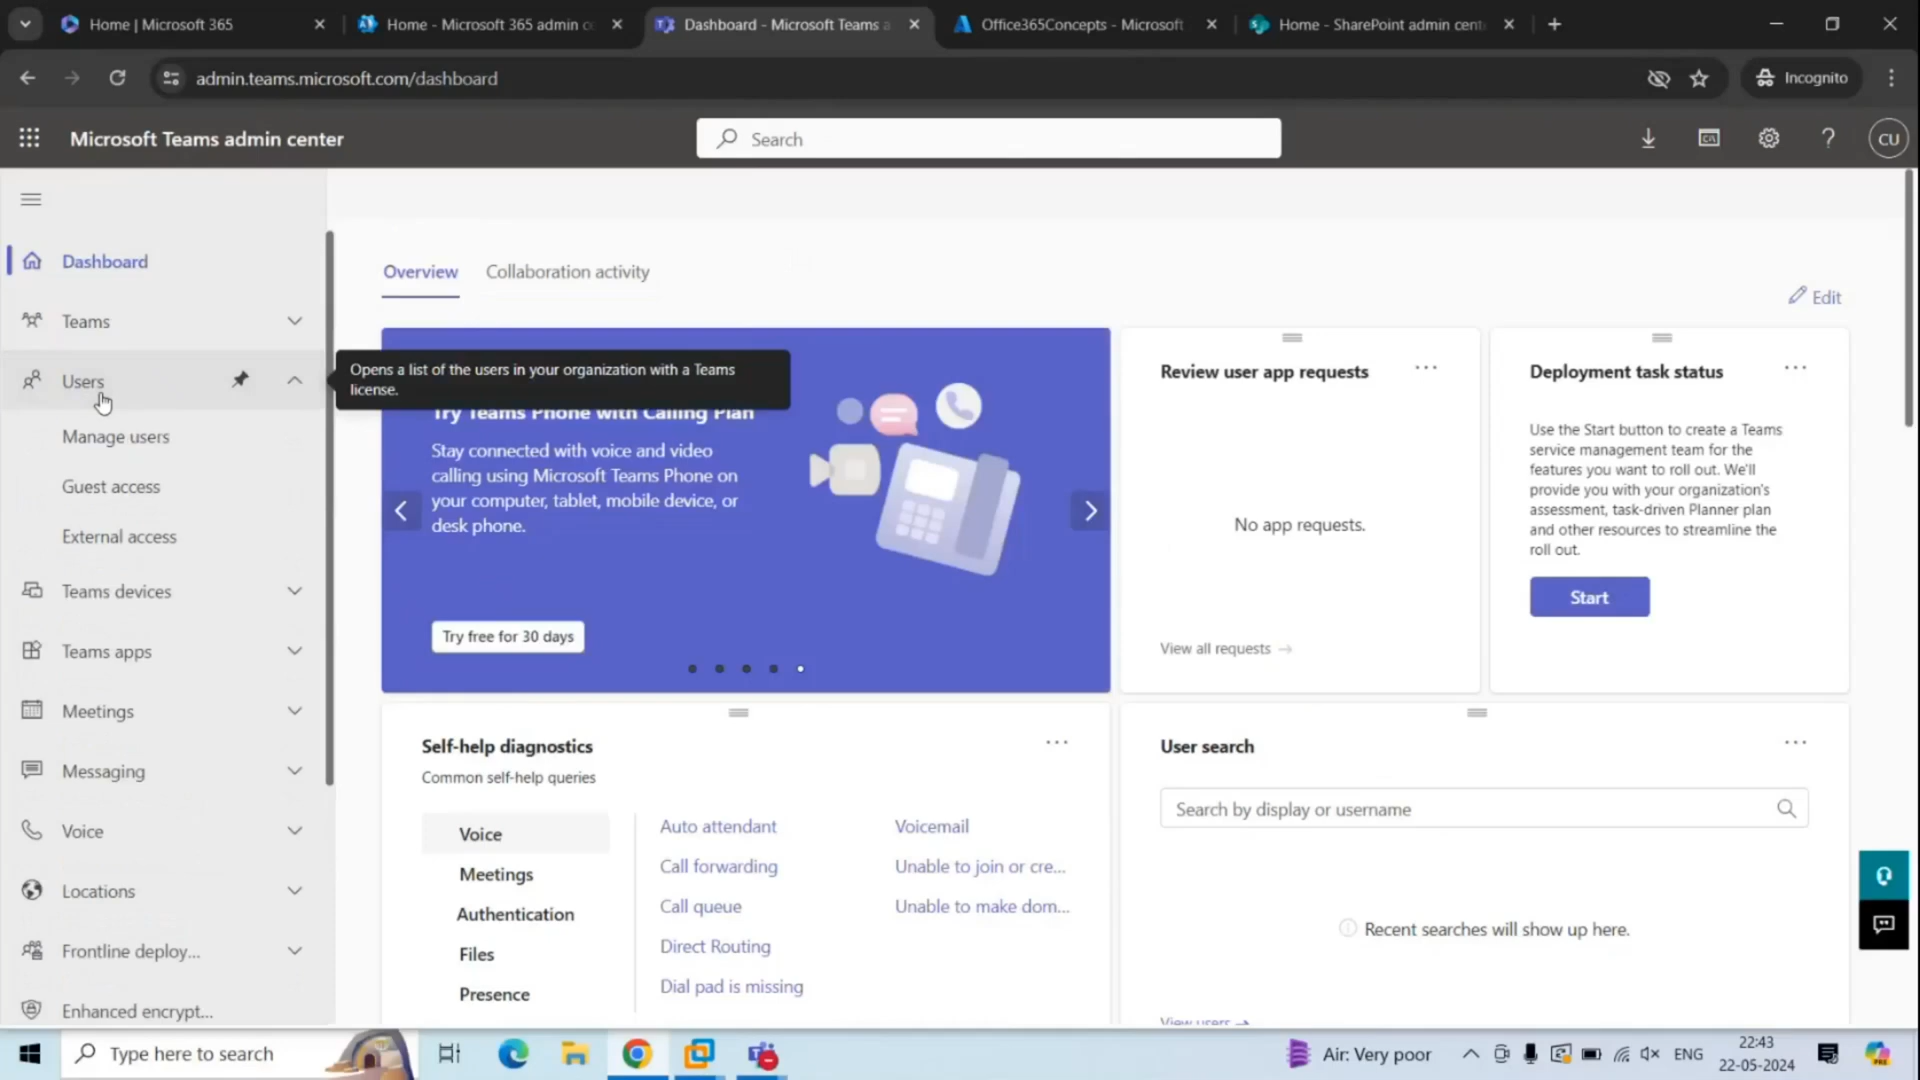 Home | Microsoft 365
Home - Microsoft 365 admin ce
Dashboard - Microsoft Teams a
Office365Concepts - Microsoft
Home - SharePoint admin cent
admin.teams.microsoft.com/dashboard
Incognito
Microsoft Teams admin center
Search
CU
Dashboard
Teams
Users
Manage users
Guest access
External access
Teams devices
Teams apps
Meetings
Messaging
Voice
Locations
Frontline deploy...
Enhanced encrypt...
Overview
Collaboration activity
Edit
Opens a list of the users in your organization with a Teams
license.
Try Teams Phone with Calling Plan
Stay connected with voice and video
calling using Microsoft Teams Phone on
your computer, tablet, mobile device, or
desk phone.
Try free for 30 days
Review user app requests
No app requests.
View all requests
Deployment task status
Use the Start button to create a Teams
service management team for the
features you want to roll out. We'll
provide you with your organization's
assessment, task-driven Planner plan
and other resources to streamline the
roll out.
Start
Self-help diagnostics
Common self-help queries
Voice
Meetings
Authentication
Files
Presence
Auto attendant
Call forwarding
Call queue
Direct Routing
Dial pad is missing
Voicemail
Unable to join or cre...
Unable to make dom...
User search
Search by display or username
Recent searches will show up here.
View users
Type here to search
Air: Very poor
ENG
22:43
22-05-2024